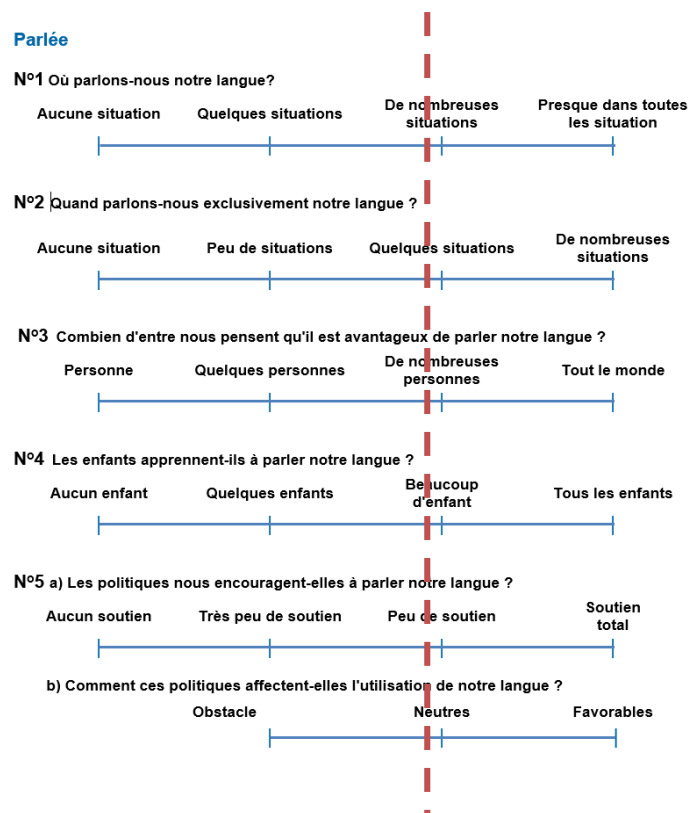 Parlée
Nº1 Où parlons-nous notre langue?
Aucune situation Quelques situations De nombreuses situations Presque dans toutes les situation
Nº2 Quand parlons-nous exclusivement notre langue ?
Aucune situation Peu de situations Quelques situations De nombreuses situations
Nº3 Combien d'entre nous pensent qu'il est avantageux de parler notre langue ?
Personne Quelques personnes De nombreuses personnes Tout le monde
Nº4 Les enfants apprennent-ils à parler notre langue ?
Aucun enfant Quelques enfants Beaucoup d'enfant Tous les enfants
Nº5 a) Les politiques nous encouragent-elles à parler notre langue ?
Aucun soutien Très peu de soutien Peu de soutien Soutien total
b) Comment ces politiques affectent-elles l'utilisation de notre langue ?
Obstacle Neutres Favorables